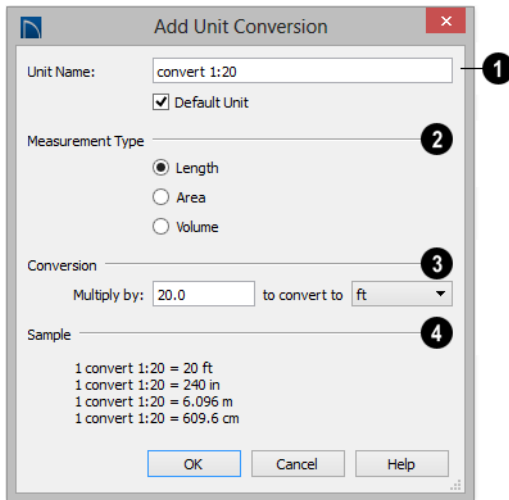 Add Unit Conversion
Unit Name: convert 1:20
1
Default Unit
Measurement Type
2
Length
Area
Volume
Conversion
3
Multiply by: 20.0 to convert to ft
Sample
4
1 convert 1:20 = 20 ft
1 convert 1:20 = 240 in
1 convert 1:20 = 6.096 m
1 convert 1:20 = 609.6 cm
OK Cancel Help